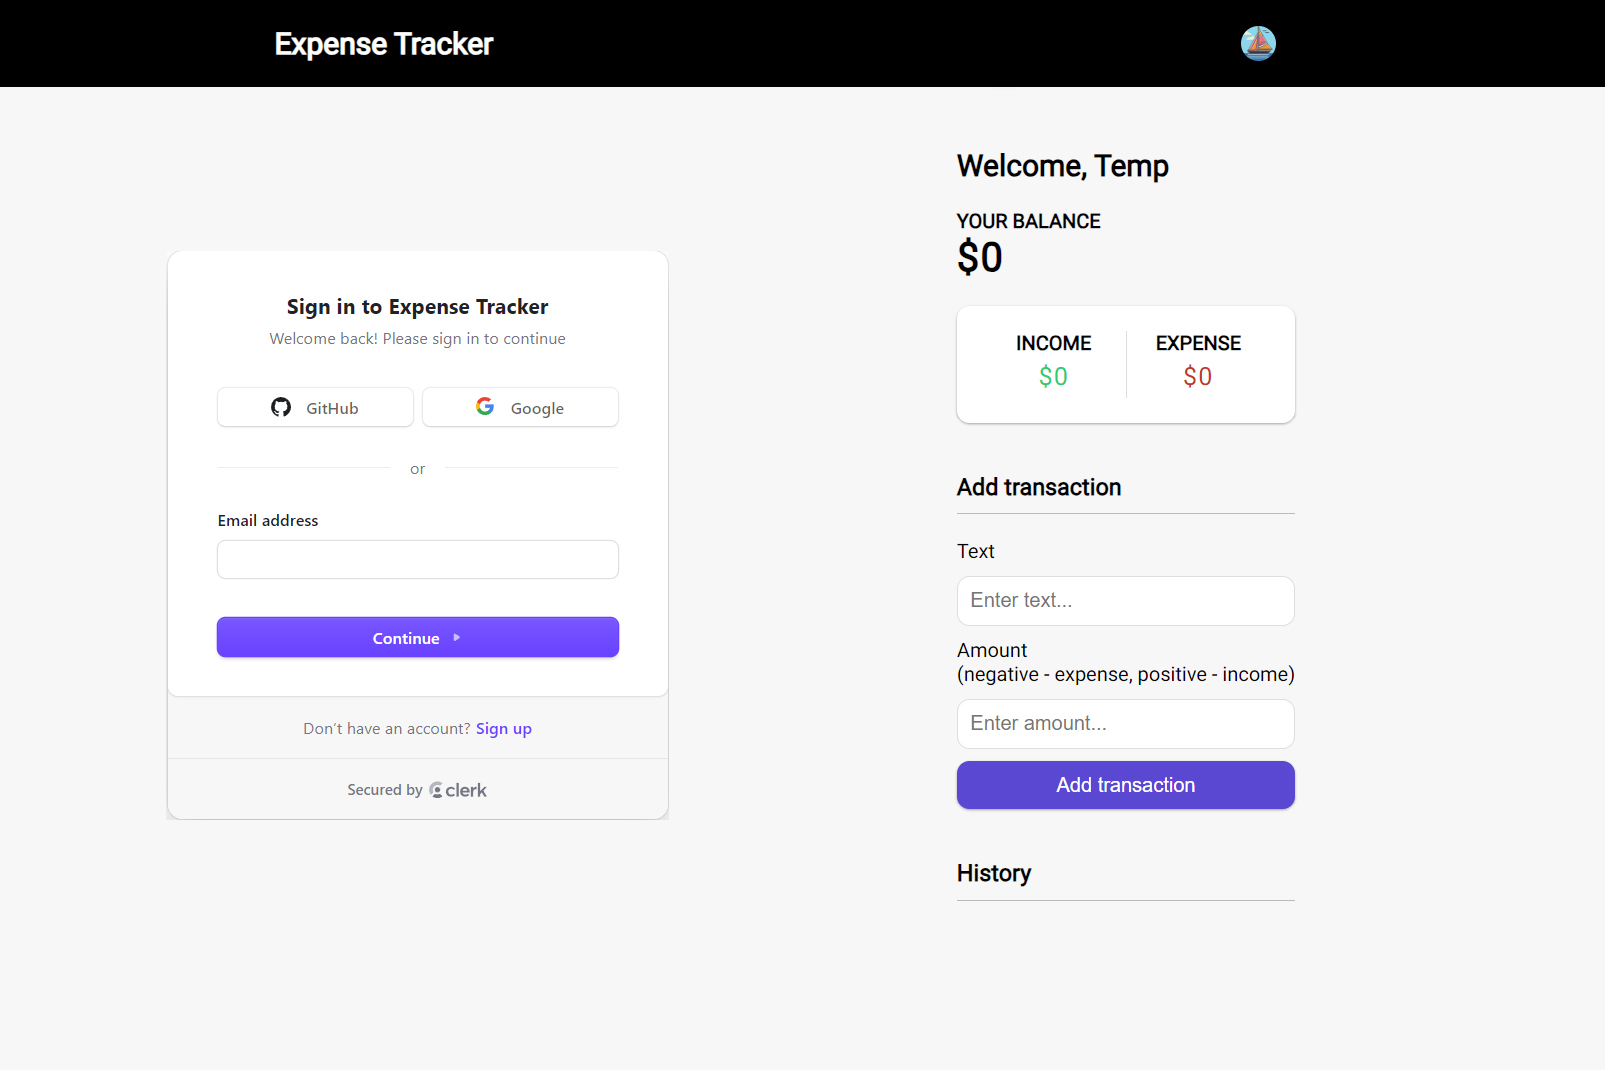 Expense Tracker
Sign in to Expense Tracker
Welcome back! Please sign in to continue
GitHub
Google
or
Email address
Continue
Don't have an account? Sign up
Secured by clerk
Welcome, Temp
YOUR BALANCE
$0
INCOME
$0
EXPENSE
$0
Add transaction
Text
Enter text...
Amount
(negative - expense, positive - income)
Enter amount...
Add transaction
History